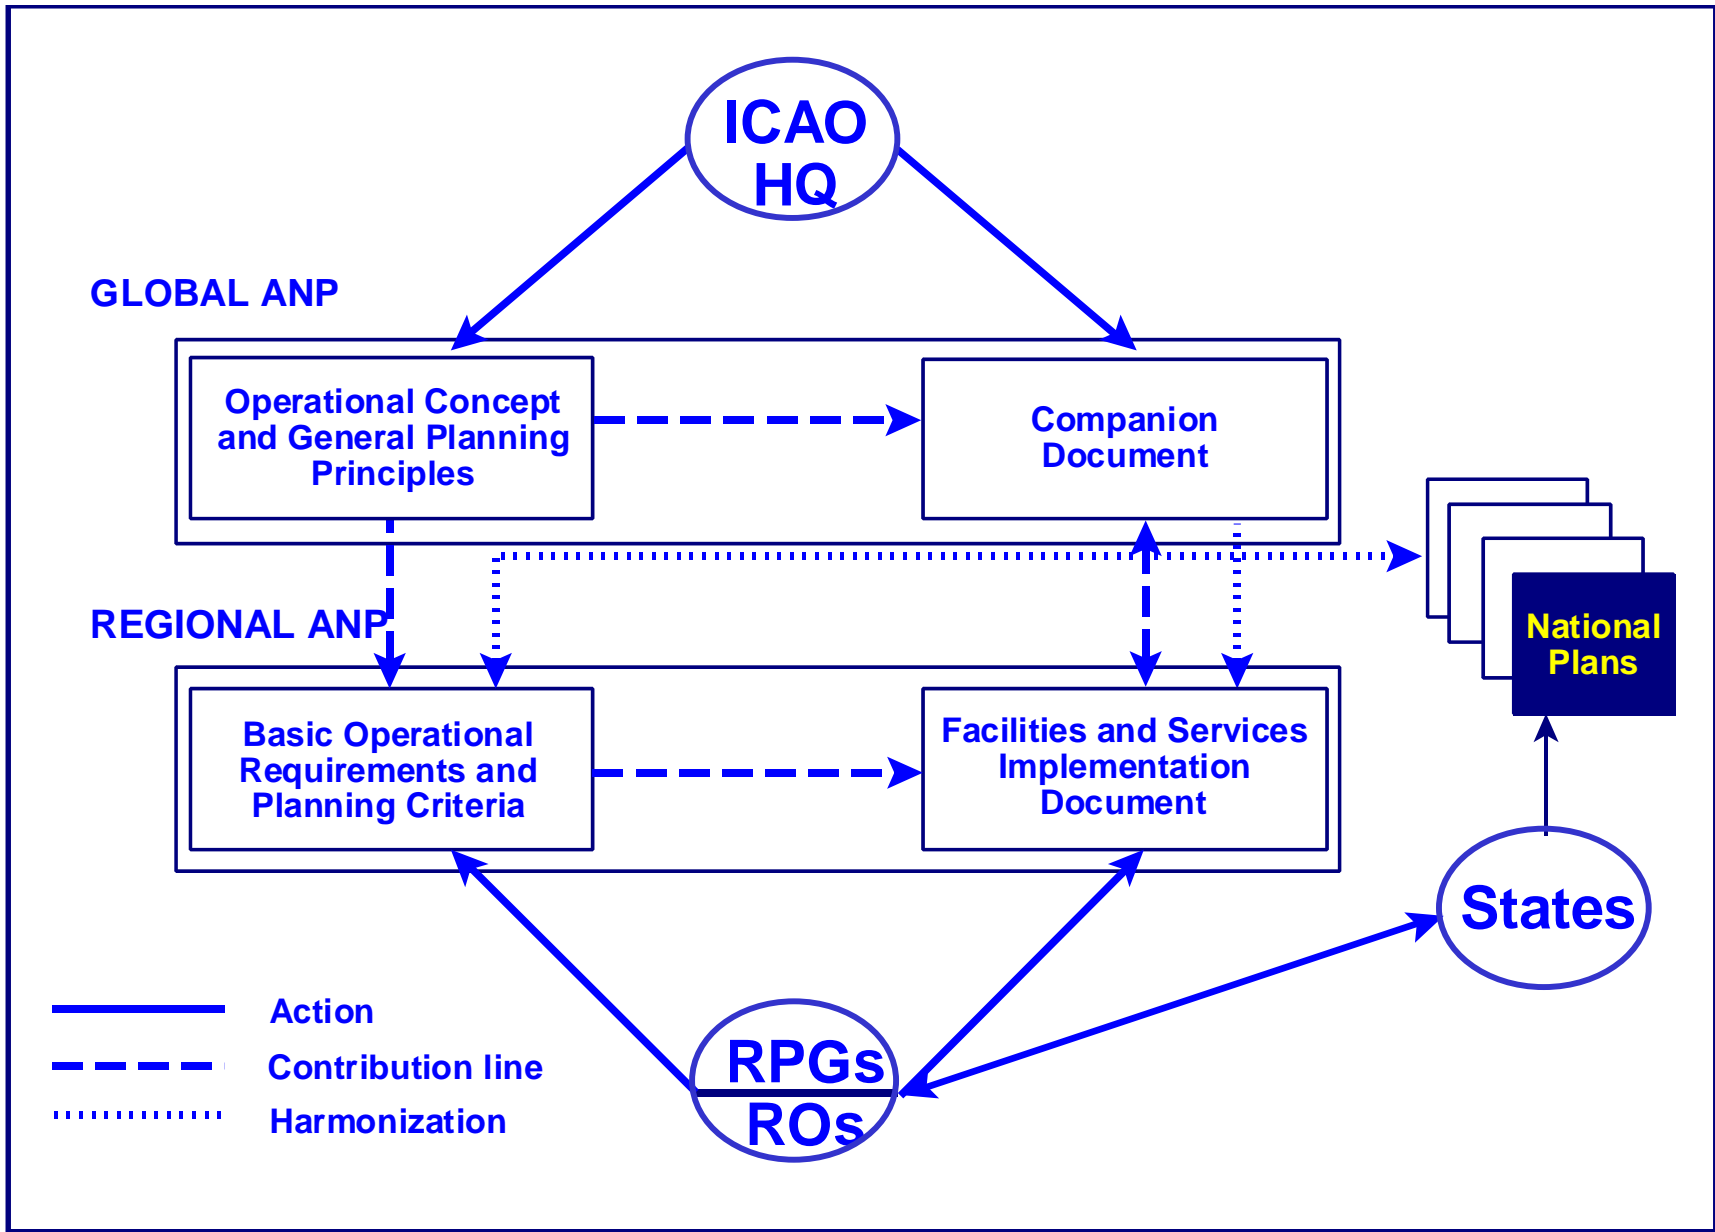 ICAO
HQ
GLOBAL ANP
Operational Concept
and General Planning
Principles
Companion
Document
REGIONAL ANP
National
Plans
Basic Operational
Requirements and
Planning Criteria
Facilities and Services
Implementation
Document
States
Action
Contribution line
Harmonization
RPGs
ROs